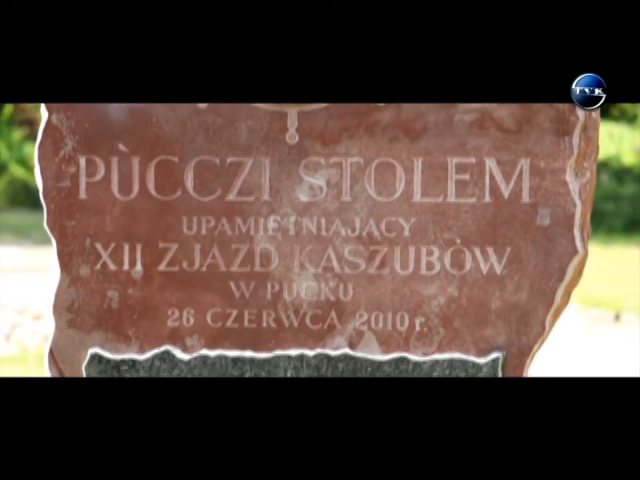 TVK
PÙCCZI STOLEM
UPAMIĘTNIAJĄCY
XII ZJAZD KASZUBÓW
W PUCKU
26 CZERWCA 2010 r.